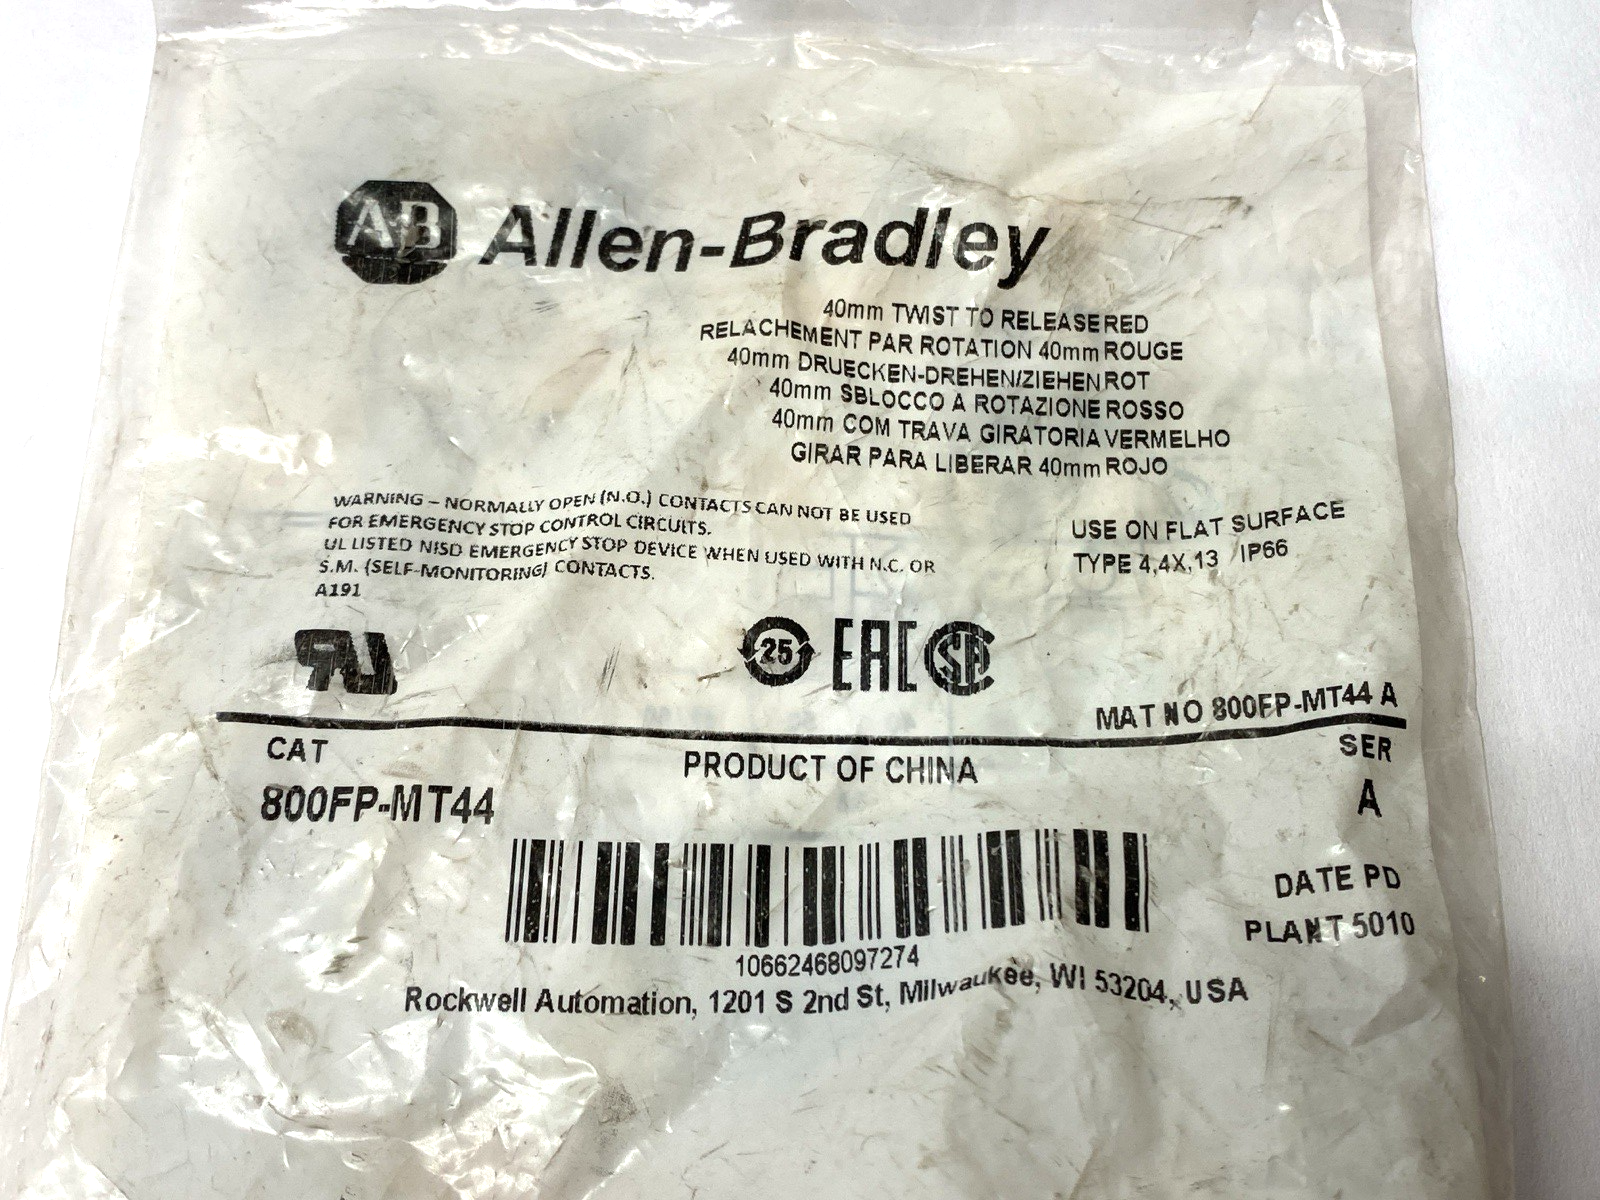 AB
Allen-Bradley
40mm TWIST TO RELEASE RED
RELACHEMENT PAR ROTATION 40mm ROUGE
40mm DRUECKEN-DREHEN/ZIEHEN ROT
40mm SBLOCCO A ROTAZIONE ROSSO
40mm COM TRAVA GIRATORIA VERMELHO
GIRAR PARA LIBERAR 40mm ROJO
WARNING – NORMALLY OPEN (N.O.) CONTACTS CAN NOT BE USED
FOR EMERGENCY STOP CONTROL CIRCUITS.
UL LISTED NISD EMERGENCY STOP DEVICE WHEN USED WITH N.C. OR
S.M. (SELF-MONITORING) CONTACTS.
A191
USE ON FLAT SURFACE
TYPE 4,4X,13 IP66
25 EAC
MAT NO 800FP-MT44 A
CAT
800FP-MT44
PRODUCT OF CHINA
SER
A
DATE PD
PLANT 5010
10662468097274
Rockwell Automation, 1201 S 2nd St, Milwaukee, WI 53204, USA